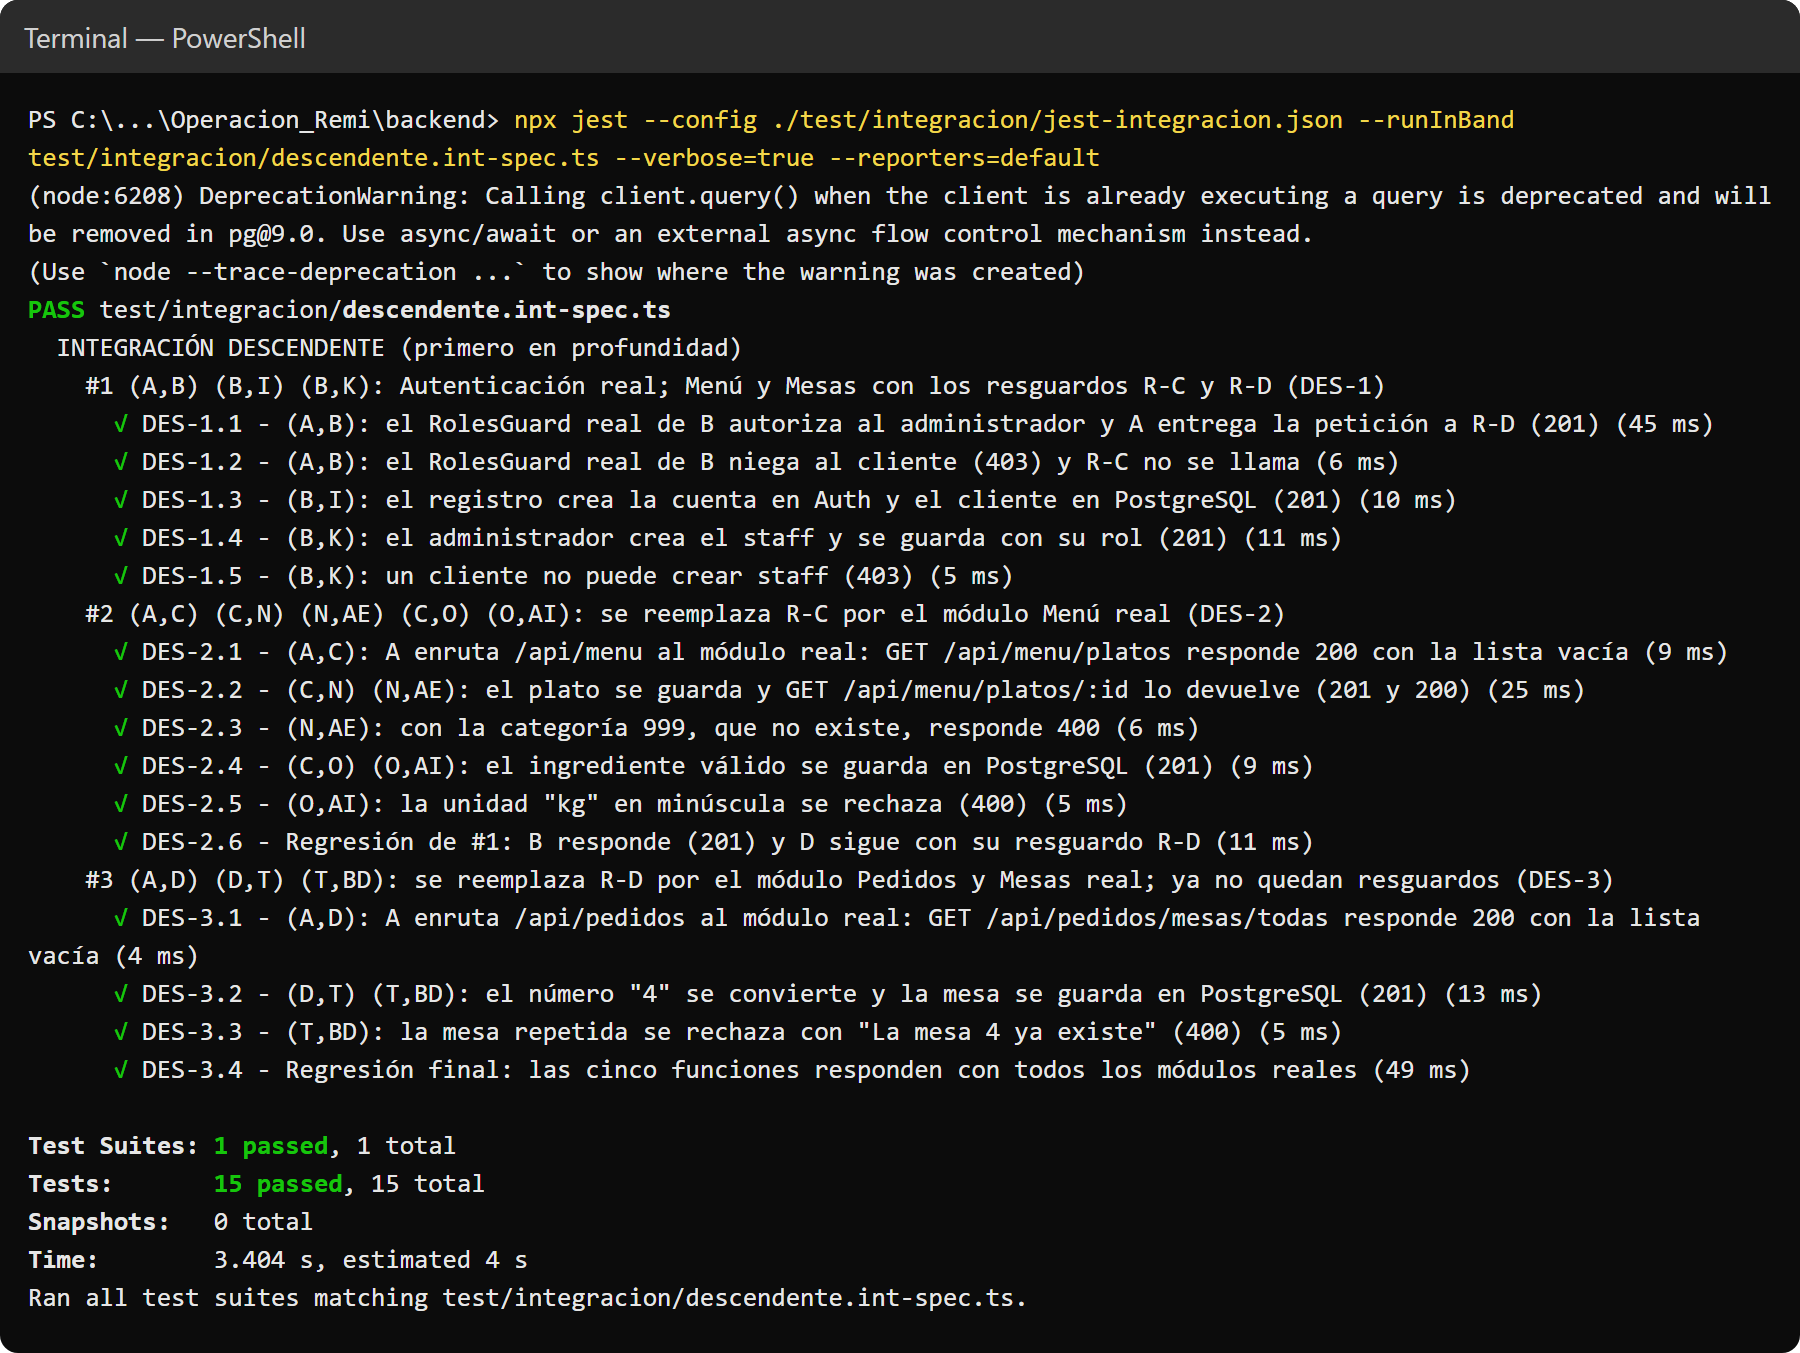 Terminal — PowerShell
PS C:\...\Operacion_Remi\backend> npx jest --config ./test/integracion/jest-integracion.json --runInBand
test/integracion/descendente.int-spec.ts --verbose=true --reporters=default
(node:6208) DeprecationWarning: Calling client.query() when the client is already executing a query is deprecated and will
be removed in pg@9.0. Use async/await or an external async flow control mechanism instead.
(Use `node --trace-deprecation ...` to show where the warning was created)
PASS test/integracion/descendente.int-spec.ts
INTEGRACIÓN DESCENDENTE (primero en profundidad)
#1 (A,B) (B,I) (B,K): Autenticación real; Menú y Mesas con los resguardos R-C y R-D (DES-1)
√ DES-1.1 - (A,B): el RolesGuard real de B autoriza al administrador y A entrega la petición a R-D (201) (45 ms)
√ DES-1.2 - (A,B): el RolesGuard real de B niega al cliente (403) y R-C no se llama (6 ms)
√ DES-1.3 - (B,I): el registro crea la cuenta en Auth y el cliente en PostgreSQL (201) (10 ms)
√ DES-1.4 - (B,K): el administrador crea el staff y se guarda con su rol (201) (11 ms)
√ DES-1.5 - (B,K): un cliente no puede crear staff (403) (5 ms)
#2 (A,C) (C,N) (N,AE) (C,O) (O,AI): se reemplaza R-C por el módulo Menú real (DES-2)
√ DES-2.1 - (A,C): A enruta /api/menu al módulo real: GET /api/menu/platos responde 200 con la lista vacía (9 ms)
√ DES-2.2 - (C,N) (N,AE): el plato se guarda y GET /api/menu/platos/:id lo devuelve (201 y 200) (25 ms)
√ DES-2.3 - (N,AE): con la categoría 999, que no existe, responde 400 (6 ms)
√ DES-2.4 - (C,O) (O,AI): el ingrediente válido se guarda en PostgreSQL (201) (9 ms)
√ DES-2.5 - (O,AI): la unidad "kg" en minúscula se rechaza (400) (5 ms)
√ DES-2.6 - Regresión de #1: B responde (201) y D sigue con su resguardo R-D (11 ms)
#3 (A,D) (D,T) (T,BD): se reemplaza R-D por el módulo Pedidos y Mesas real; ya no quedan resguardos (DES-3)
√ DES-3.1 - (A,D): A enruta /api/pedidos al módulo real: GET /api/pedidos/mesas/todas responde 200 con la lista
vacía (4 ms)
√ DES-3.2 - (D,T) (T,BD): el número "4" se convierte y la mesa se guarda en PostgreSQL (201) (13 ms)
√ DES-3.3 - (T,BD): la mesa repetida se rechaza con "La mesa 4 ya existe" (400) (5 ms)
√ DES-3.4 - Regresión final: las cinco funciones responden con todos los módulos reales (49 ms)
Test Suites: 1 passed, 1 total
Tests: 15 passed, 15 total
Snapshots: 0 total
Time: 3.404 s, estimated 4 s
Ran all test suites matching test/integracion/descendente.int-spec.ts.